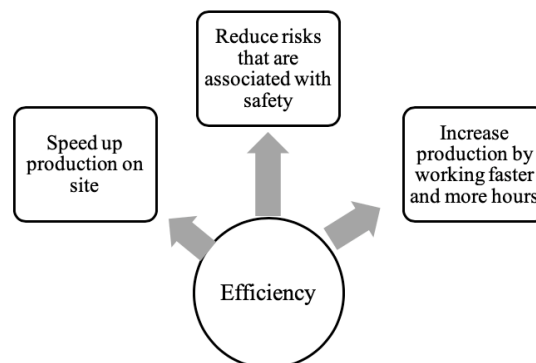 Reduce risks
that are
associated with
safety
Speed up
production on
site
Increase
production by
working faster
and more hours
Efficiency